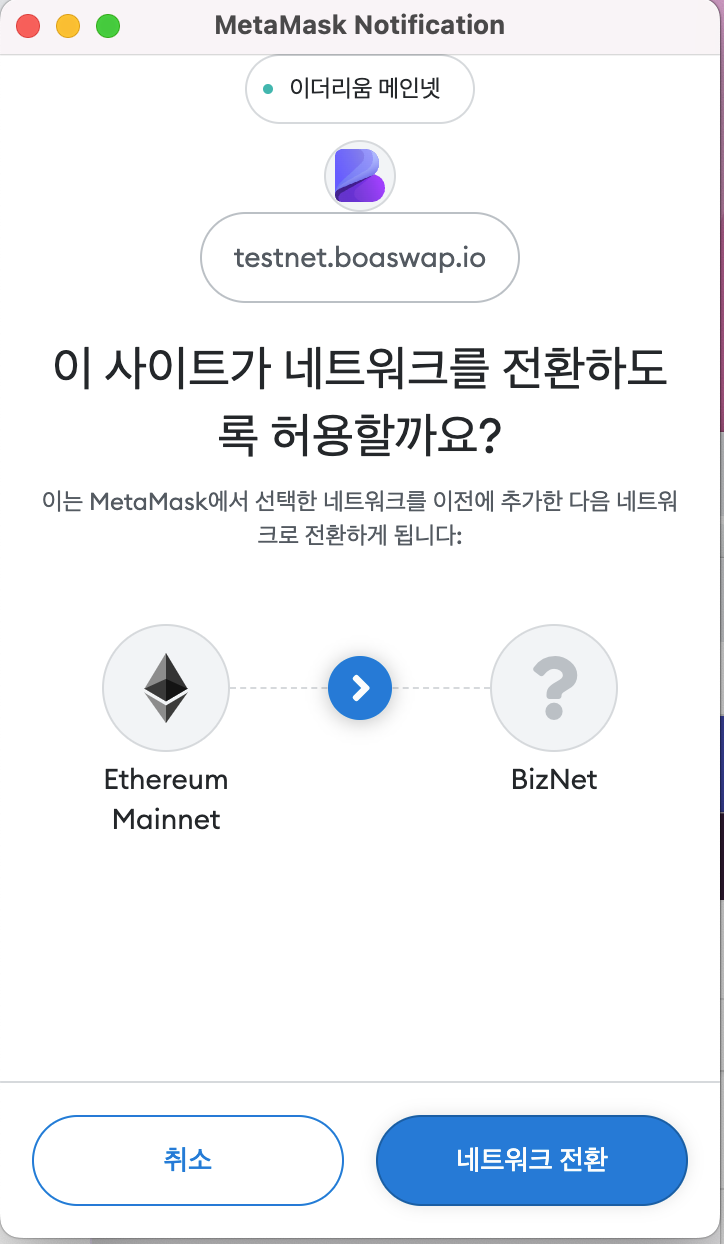 MetaMask Notification
이더리움 메인넷
testnet.boaswap.io
이 사이트가 네트워크를 전환하도
록 허용할까요?
이는 MetaMask에서 선택한 네트워크를 이전에 추가한 다음 네트워
크로 전환하게 됩니다:
Ethereum
Mainnet
BizNet
취소
네트워크 전환